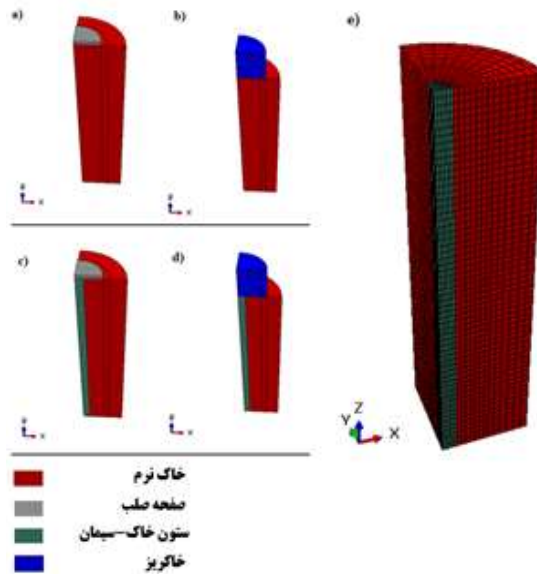 a)
b)
e)
Z
X
Z
X
c)
d)
Z
X
Z
X
Z
Y
X
خاک نرم
صفحه صلب
ستون خاک-سیمان
خاکریز